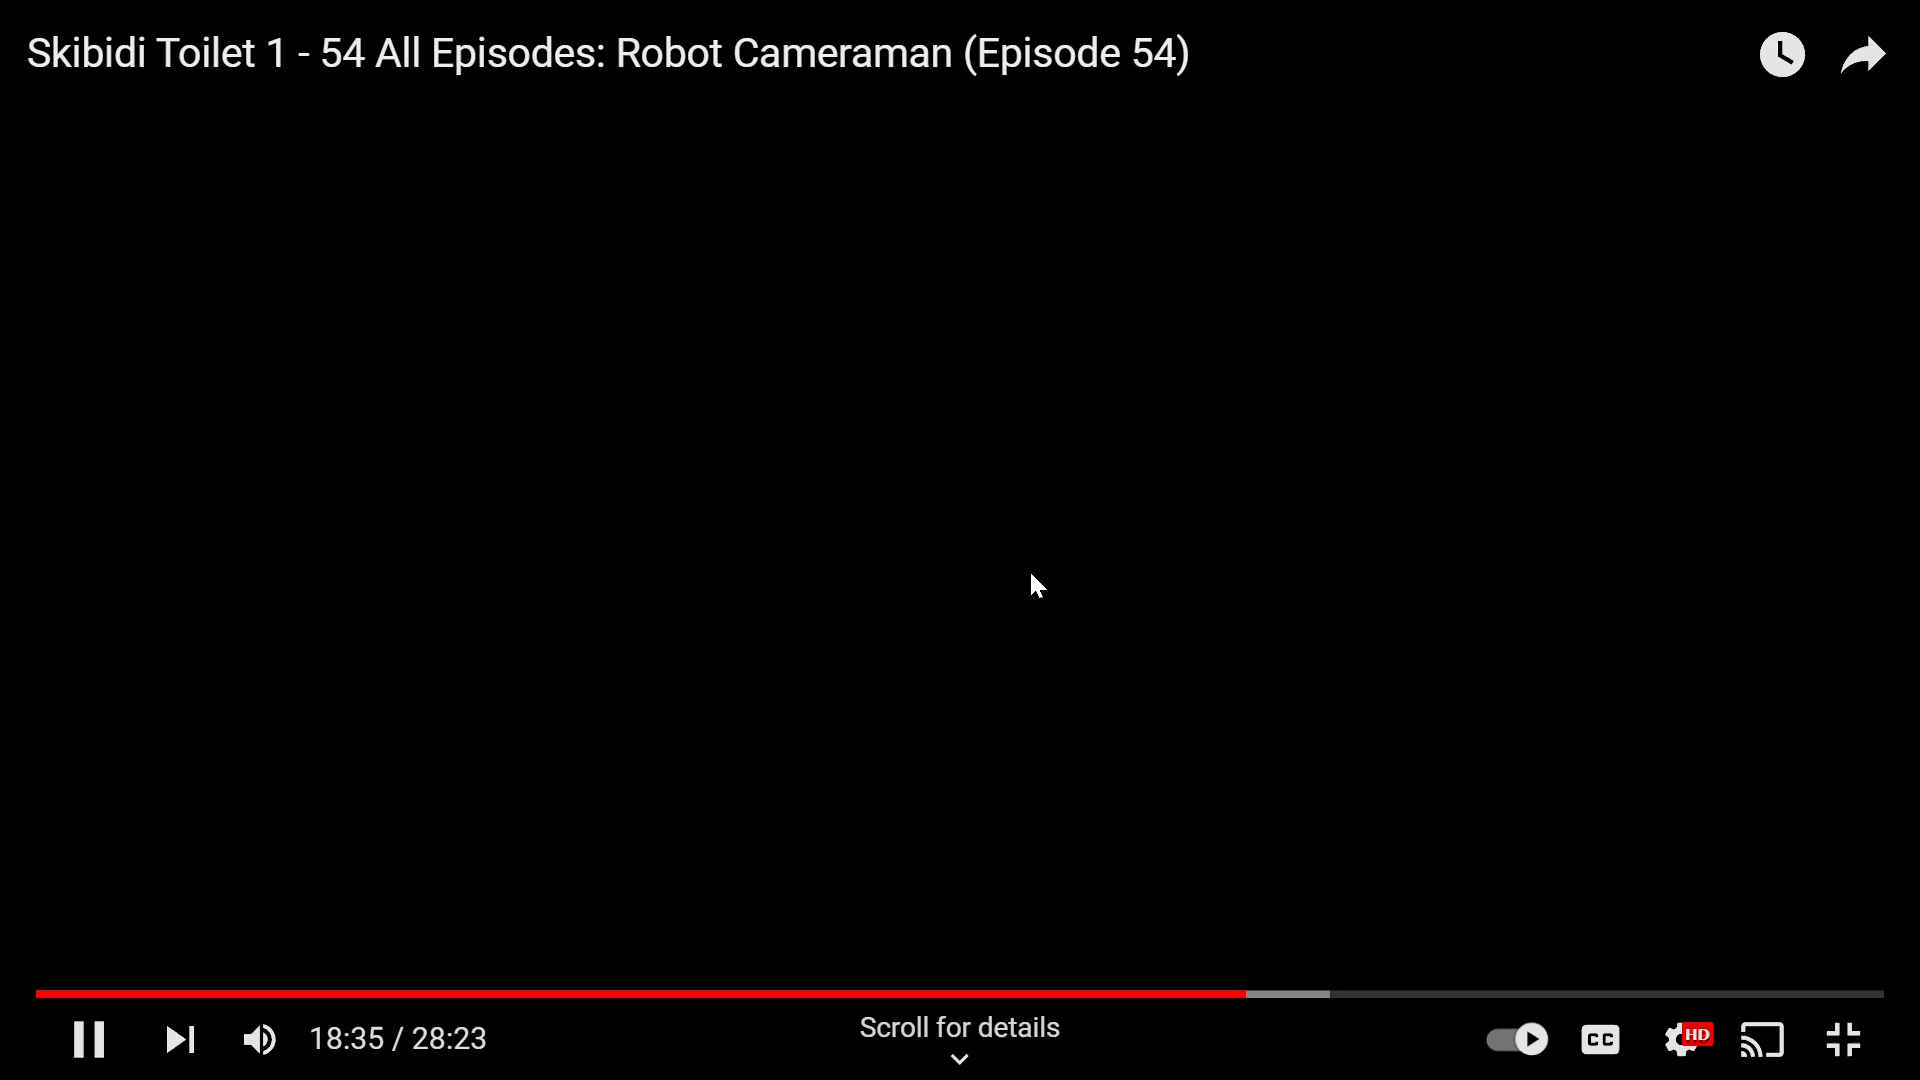 Skibidi Toilet 1 - 54 All Episodes: Robot Cameraman (Episode 54)
18:35 / 28:23
Scroll for details
CC
HD